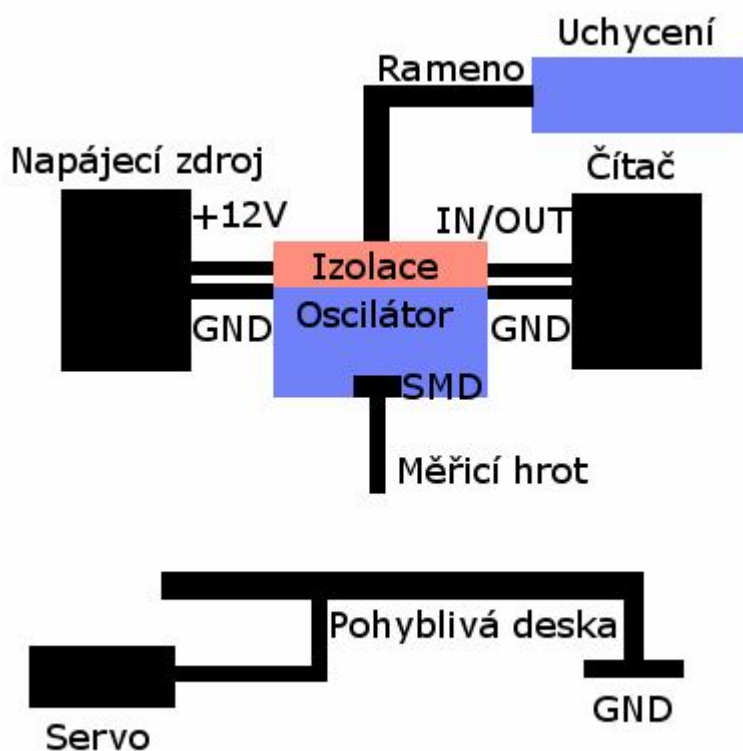 Uchycení
Rameno
Napájecí zdroj
Čítač
+12V
IN/OUT
Izolace
Oscilátor
GND
GND
SMD
Měřicí hrot
Pohyblivá deska
GND
Servo